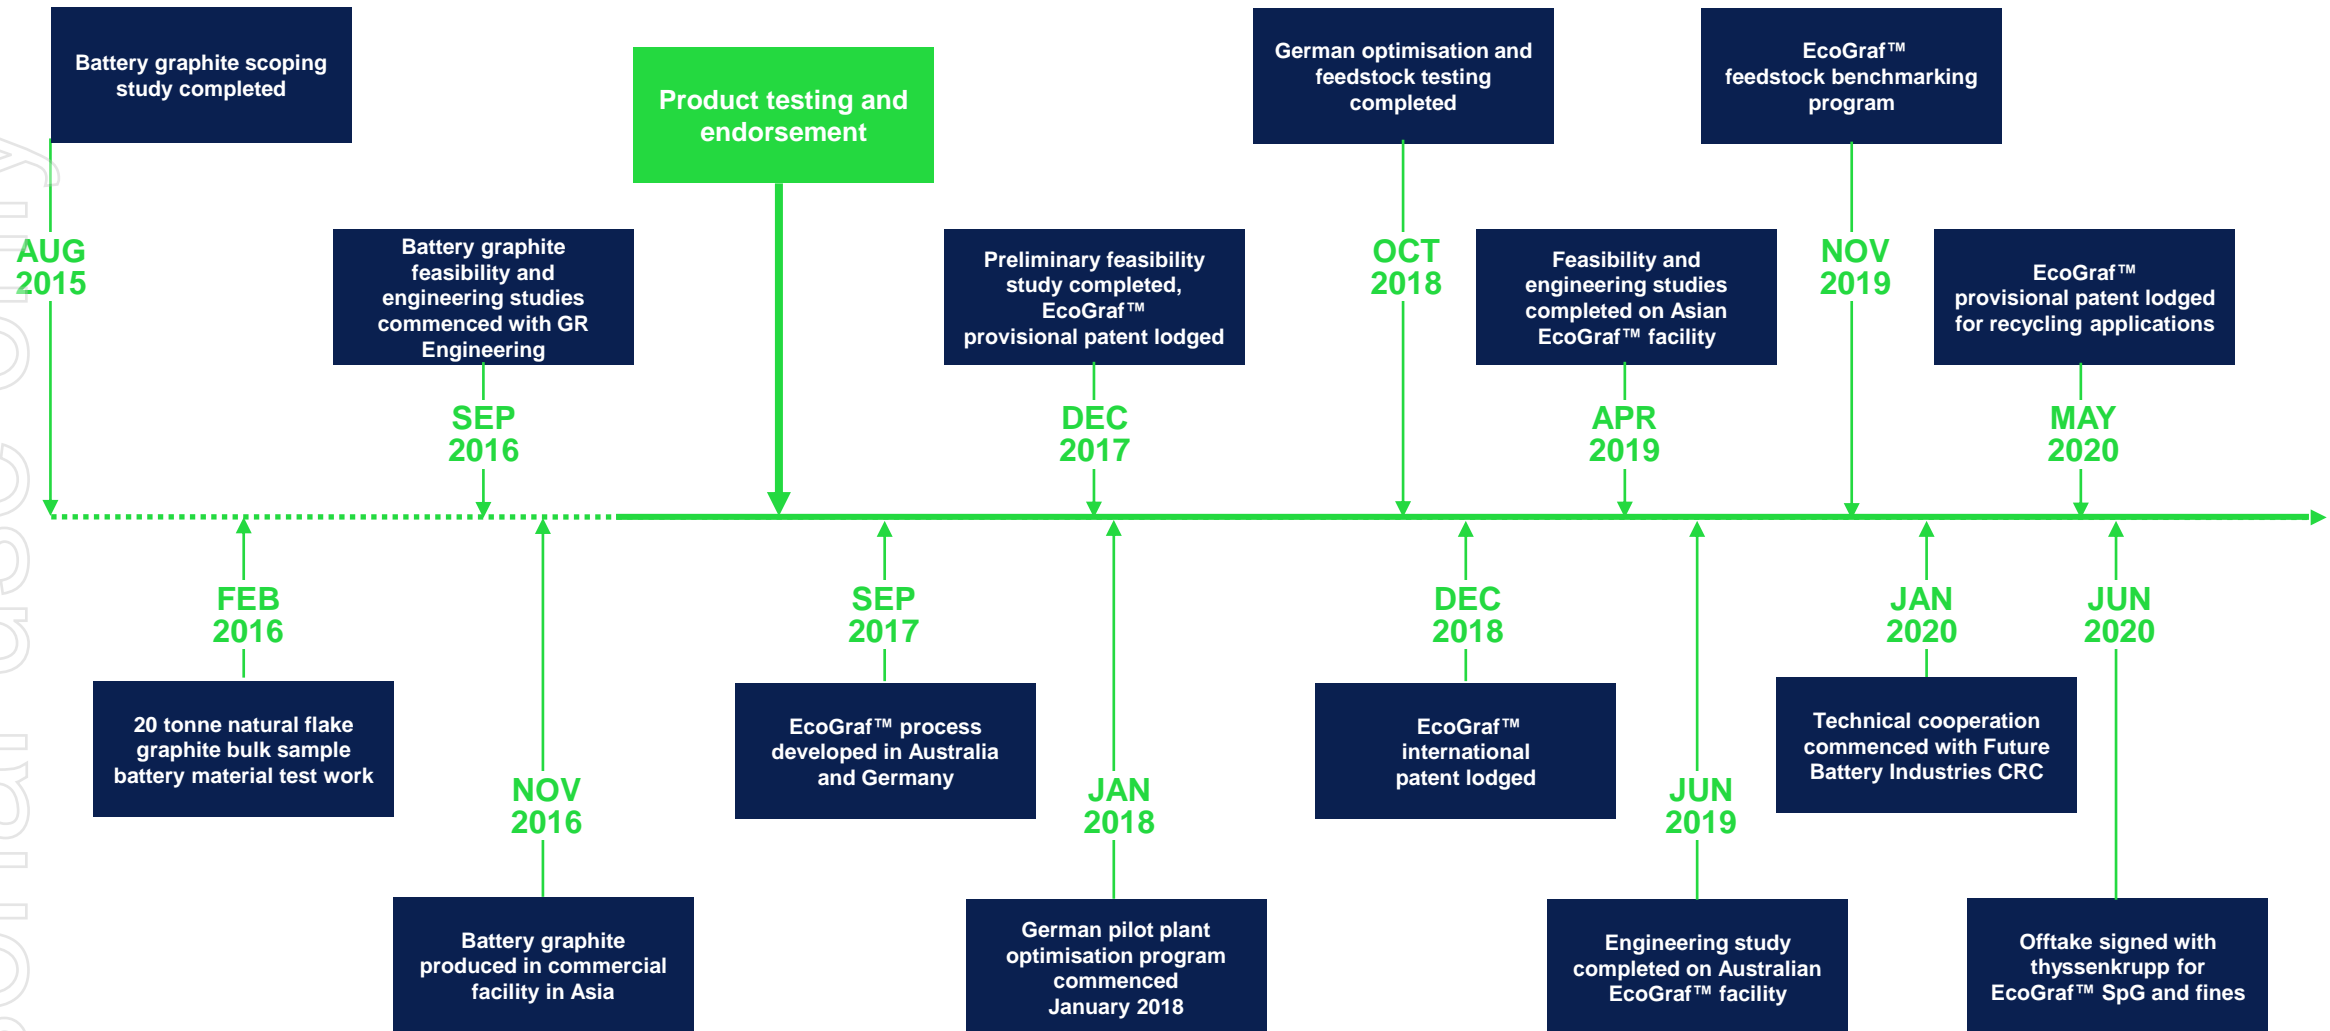 Battery graphite scoping
study completed
AUG
2015
20 tonne natural flake
graphite bulk sample
battery material test work
FEB
2016
Battery graphite
feasibility and
engineering studies
commenced with GR
Engineering
SEP
2016
Battery graphite
produced in commercial
facility in Asia
NOV
2016
Product testing and
endorsement
EcoGraf™ process
developed in Australia
and Germany
SEP
2017
Preliminary feasibility
study completed,
EcoGraf™
provisional patent lodged
DEC
2017
German pilot plant
optimisation program
commenced
January 2018
JAN
2018
German optimisation and
feedstock testing
completed
OCT
2018
EcoGraf™
international
patent lodged
DEC
2018
Feasibility and
engineering studies
completed on Asian
EcoGraf™ facility
APR
2019
Engineering study
completed on Australian
EcoGraf™ facility
JUN
2019
EcoGraf™
feedstock benchmarking
program
NOV
2019
Technical cooperation
commenced with Future
Battery Industries CRC
JAN
2020
EcoGraf™
provisional patent lodged
for recycling applications
MAY
2020
Offtake signed with
thyssenkrupp for
EcoGraf™ SpG and fines
JUN
2020